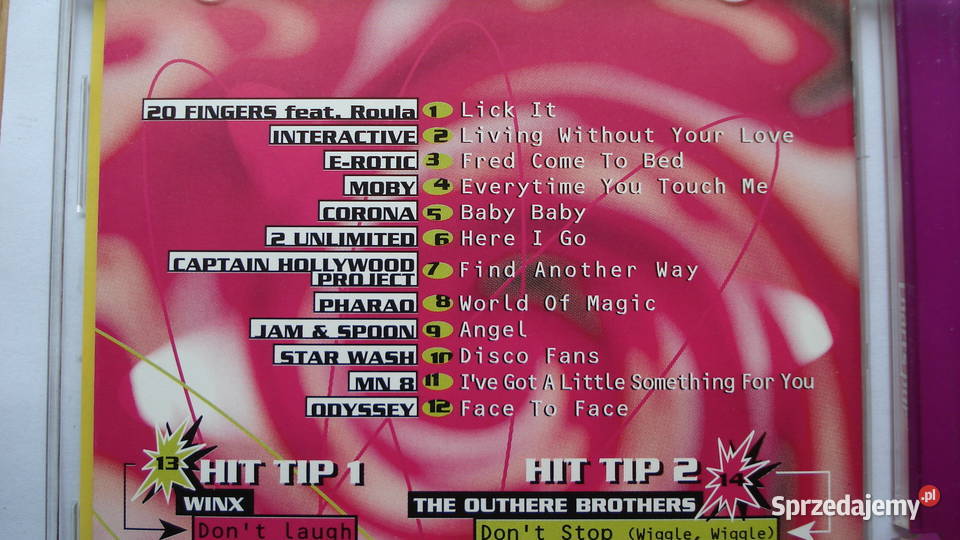 20 FINGERS feat. Roula 1 Lick It
INTERACTIVE 2 Living Without Your Love
E-ROTIC 3 Fred Come To Bed
MOBY 4 Everytime You Touch Me
CORONA 5 Baby Baby
2 UNLIMITED 6 Here I Go
CAPTAIN HOLLYWOOD
PROJECT 7 Find Another Way
PHARAO 8 World Of Magic
JAM & SPOON 9 Angel
STAR WASH 10 Disco Fans
MN 8 11 I've Got A Little Something For You
ODYSSEY 12 Face To Face
13 HIT TIP 1
WINX
Don't laugh
HIT TIP 2 14
THE OUTHERE BROTHERS
Don't Stop (Wiggle, Wiggle)
Sprzedajemy.pl